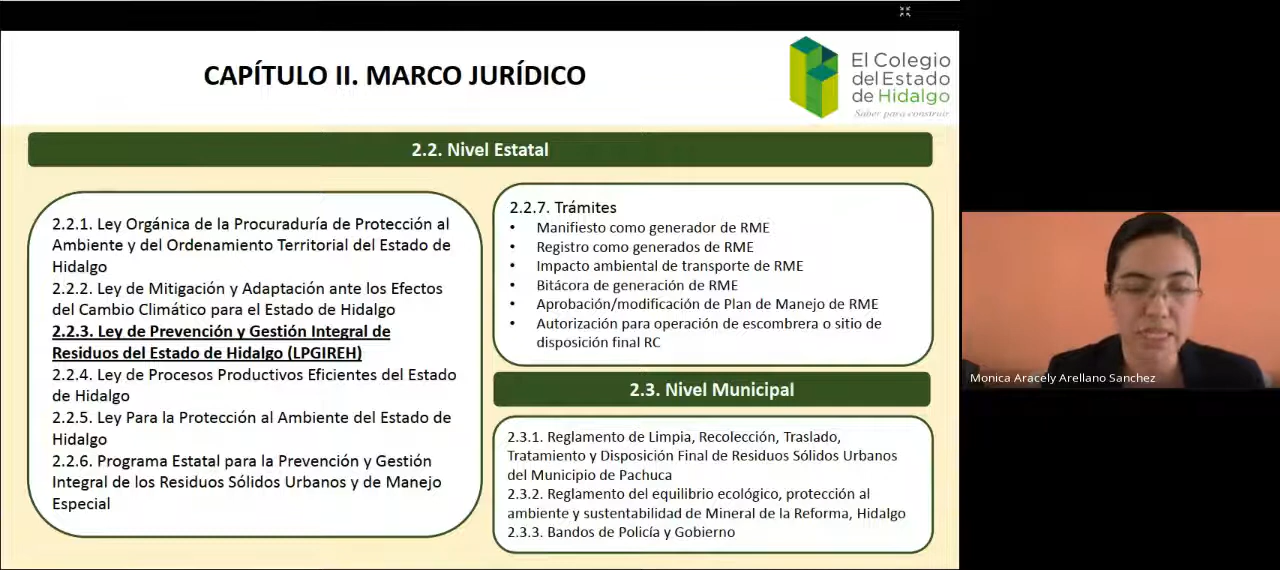 CAPÍTULO II. MARCO JURÍDICO
El Colegio
del Estado
de Hidalgo
Saber para construir
2.2. Nivel Estatal
2.2.1. Ley Orgánica de la Procuraduría de Protección al
Ambiente y del Ordenamiento Territorial del Estado de
Hidalgo
2.2.2. Ley de Mitigación y Adaptación ante los Efectos
del Cambio Climático para el Estado de Hidalgo
2.2.3. Ley de Prevención y Gestión Integral de
Residuos del Estado de Hidalgo (LPGIREH)
2.2.4. Ley de Procesos Productivos Eficientes del Estado
de Hidalgo
2.2.5. Ley Para la Protección al Ambiente del Estado de
Hidalgo
2.2.6. Programa Estatal para la Prevención y Gestión
Integral de los Residuos Sólidos Urbanos y de Manejo
Especial
2.2.7. Trámites
• Manifiesto como generador de RME
• Registro como generados de RME
• Impacto ambiental de transporte de RME
• Bitácora de generación de RME
• Aprobación/modificación de Plan de Manejo de RME
• Autorización para operación de escombrera o sitio de
disposición final RC
2.3. Nivel Municipal
2.3.1. Reglamento de Limpia, Recolección, Traslado,
Tratamiento y Disposición Final de Residuos Sólidos Urbanos
del Municipio de Pachuca
2.3.2. Reglamento del equilibrio ecológico, protección al
ambiente y sustentabilidad de Mineral de la Reforma, Hidalgo
2.3.3. Bandos de Policía y Gobierno
Monica Aracely Arellano Sanchez